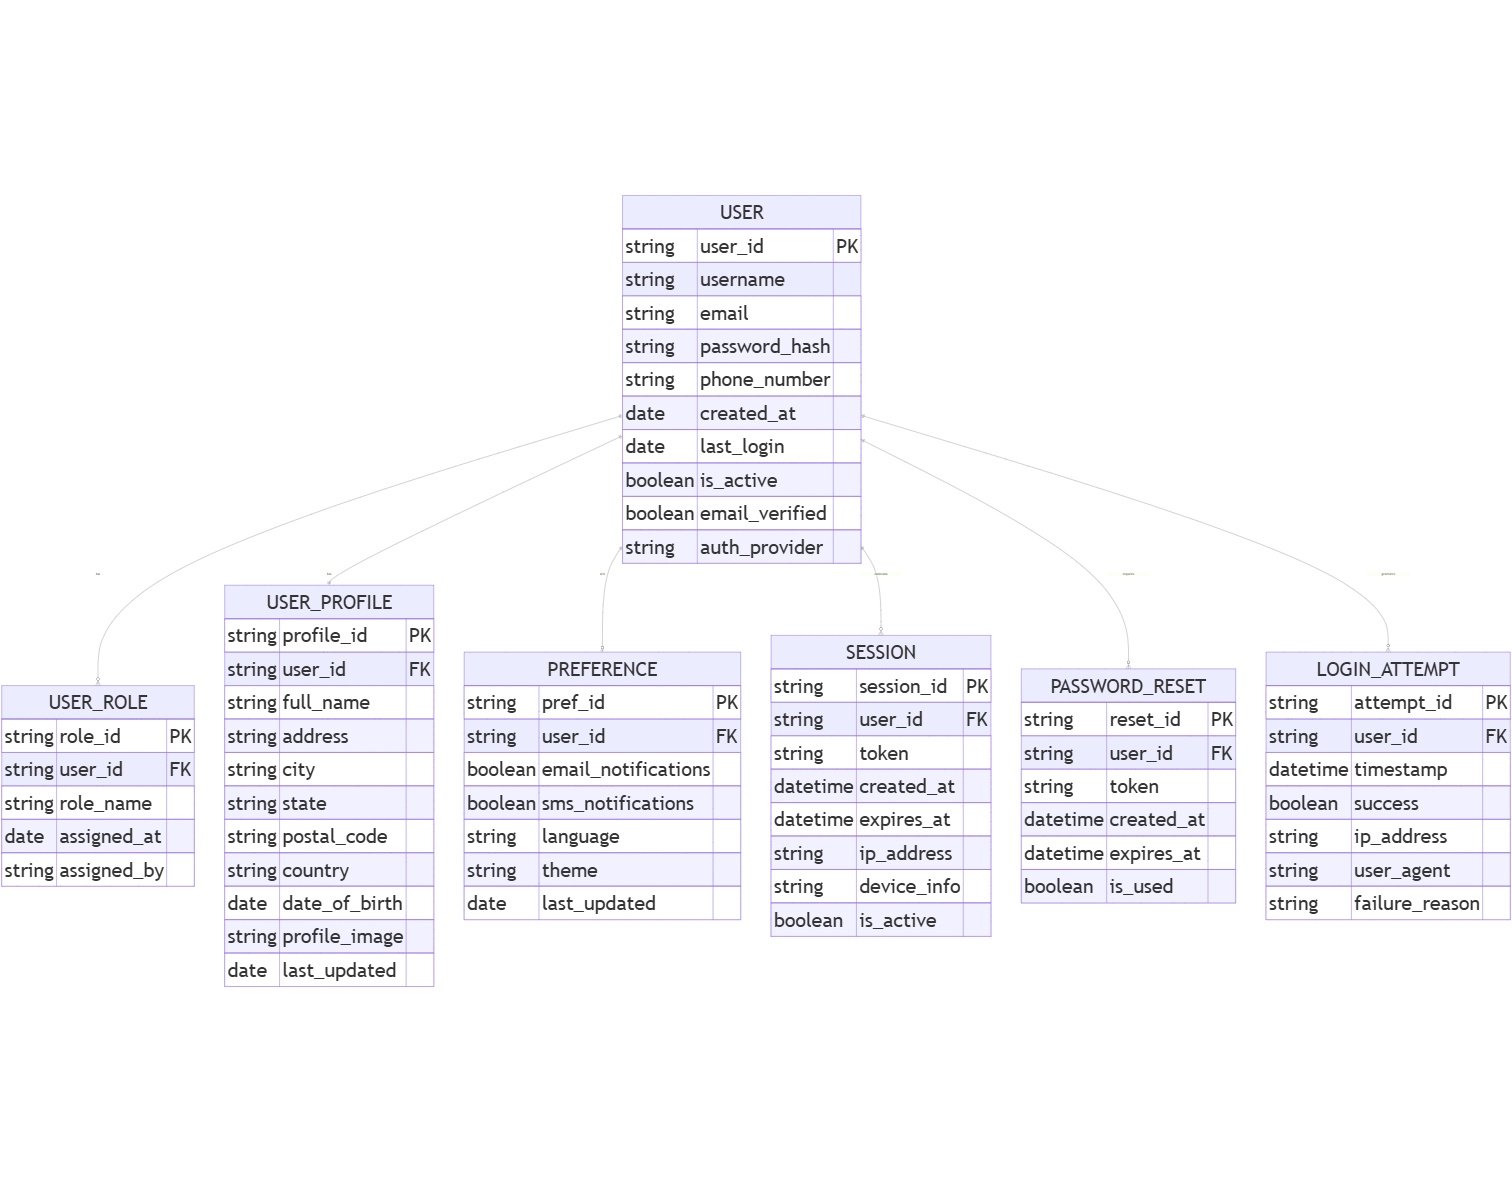 USER
string user_id PK
string username
string email
string password_hash
string phone_number
date created_at
date last_login
boolean is_active
boolean email_verified
string auth_provider
USER_ROLE
string role_id PK
string user_id FK
string role_name
date assigned_at
string assigned_by
USER_PROFILE
string profile_id PK
string user_id FK
string full_name
string address
string city
string state
string postal_code
string country
date date_of_birth
string profile_image
date last_updated
PREFERENCE
string pref_id PK
string user_id FK
boolean email_notifications
boolean sms_notifications
string language
string theme
date last_updated
SESSION
string session_id PK
string user_id FK
string token
datetime created_at
datetime expires_at
string ip_address
string device_info
boolean is_active
PASSWORD_RESET
string reset_id PK
string user_id FK
string token
datetime created_at
datetime expires_at
boolean is_used
LOGIN_ATTEMPT
string attempt_id PK
string user_id FK
datetime timestamp
boolean success
string ip_address
string user_agent
string failure_reason